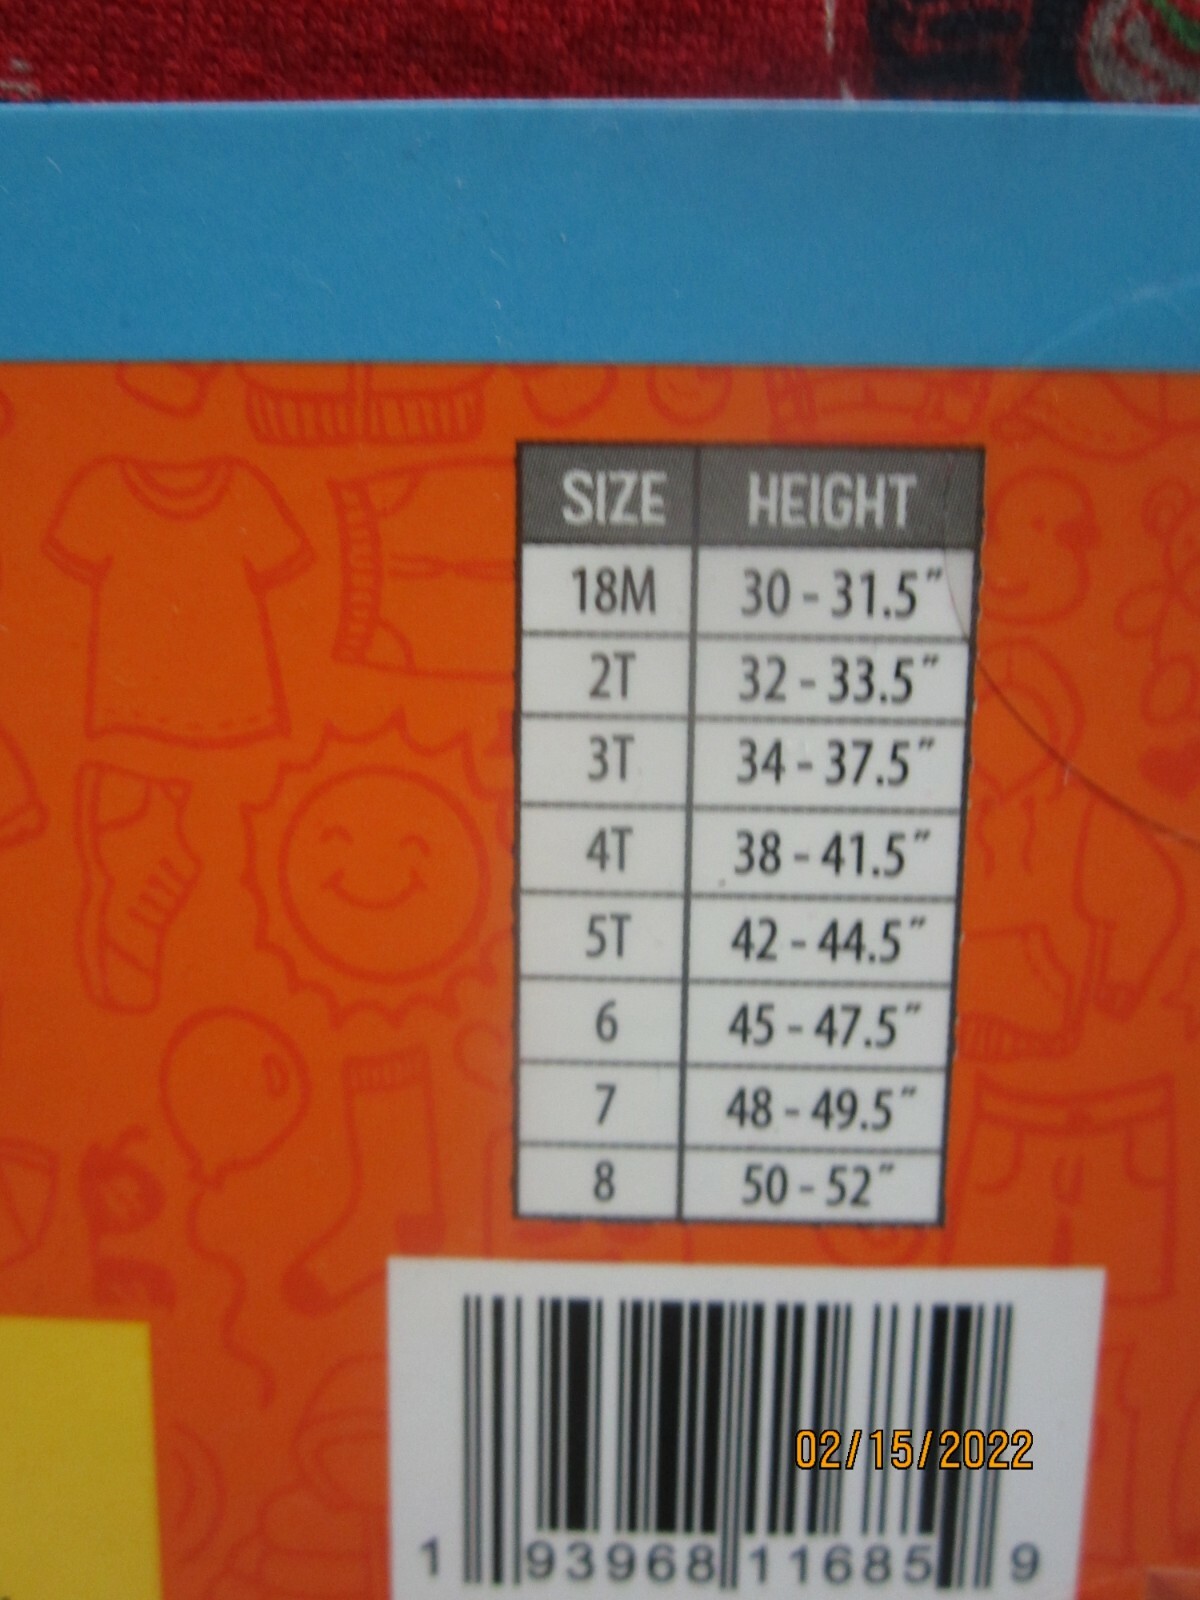 SIZE HEIGHT
18M 30 - 31.5"
2T 32 - 33.5"
3T 34 - 37.5"
4T 38 - 41.5"
5T 42 - 44.5"
6 45 - 47.5"
7 48 - 49.5"
8 50 - 52"
02/15/2022
1 93968 11685 9